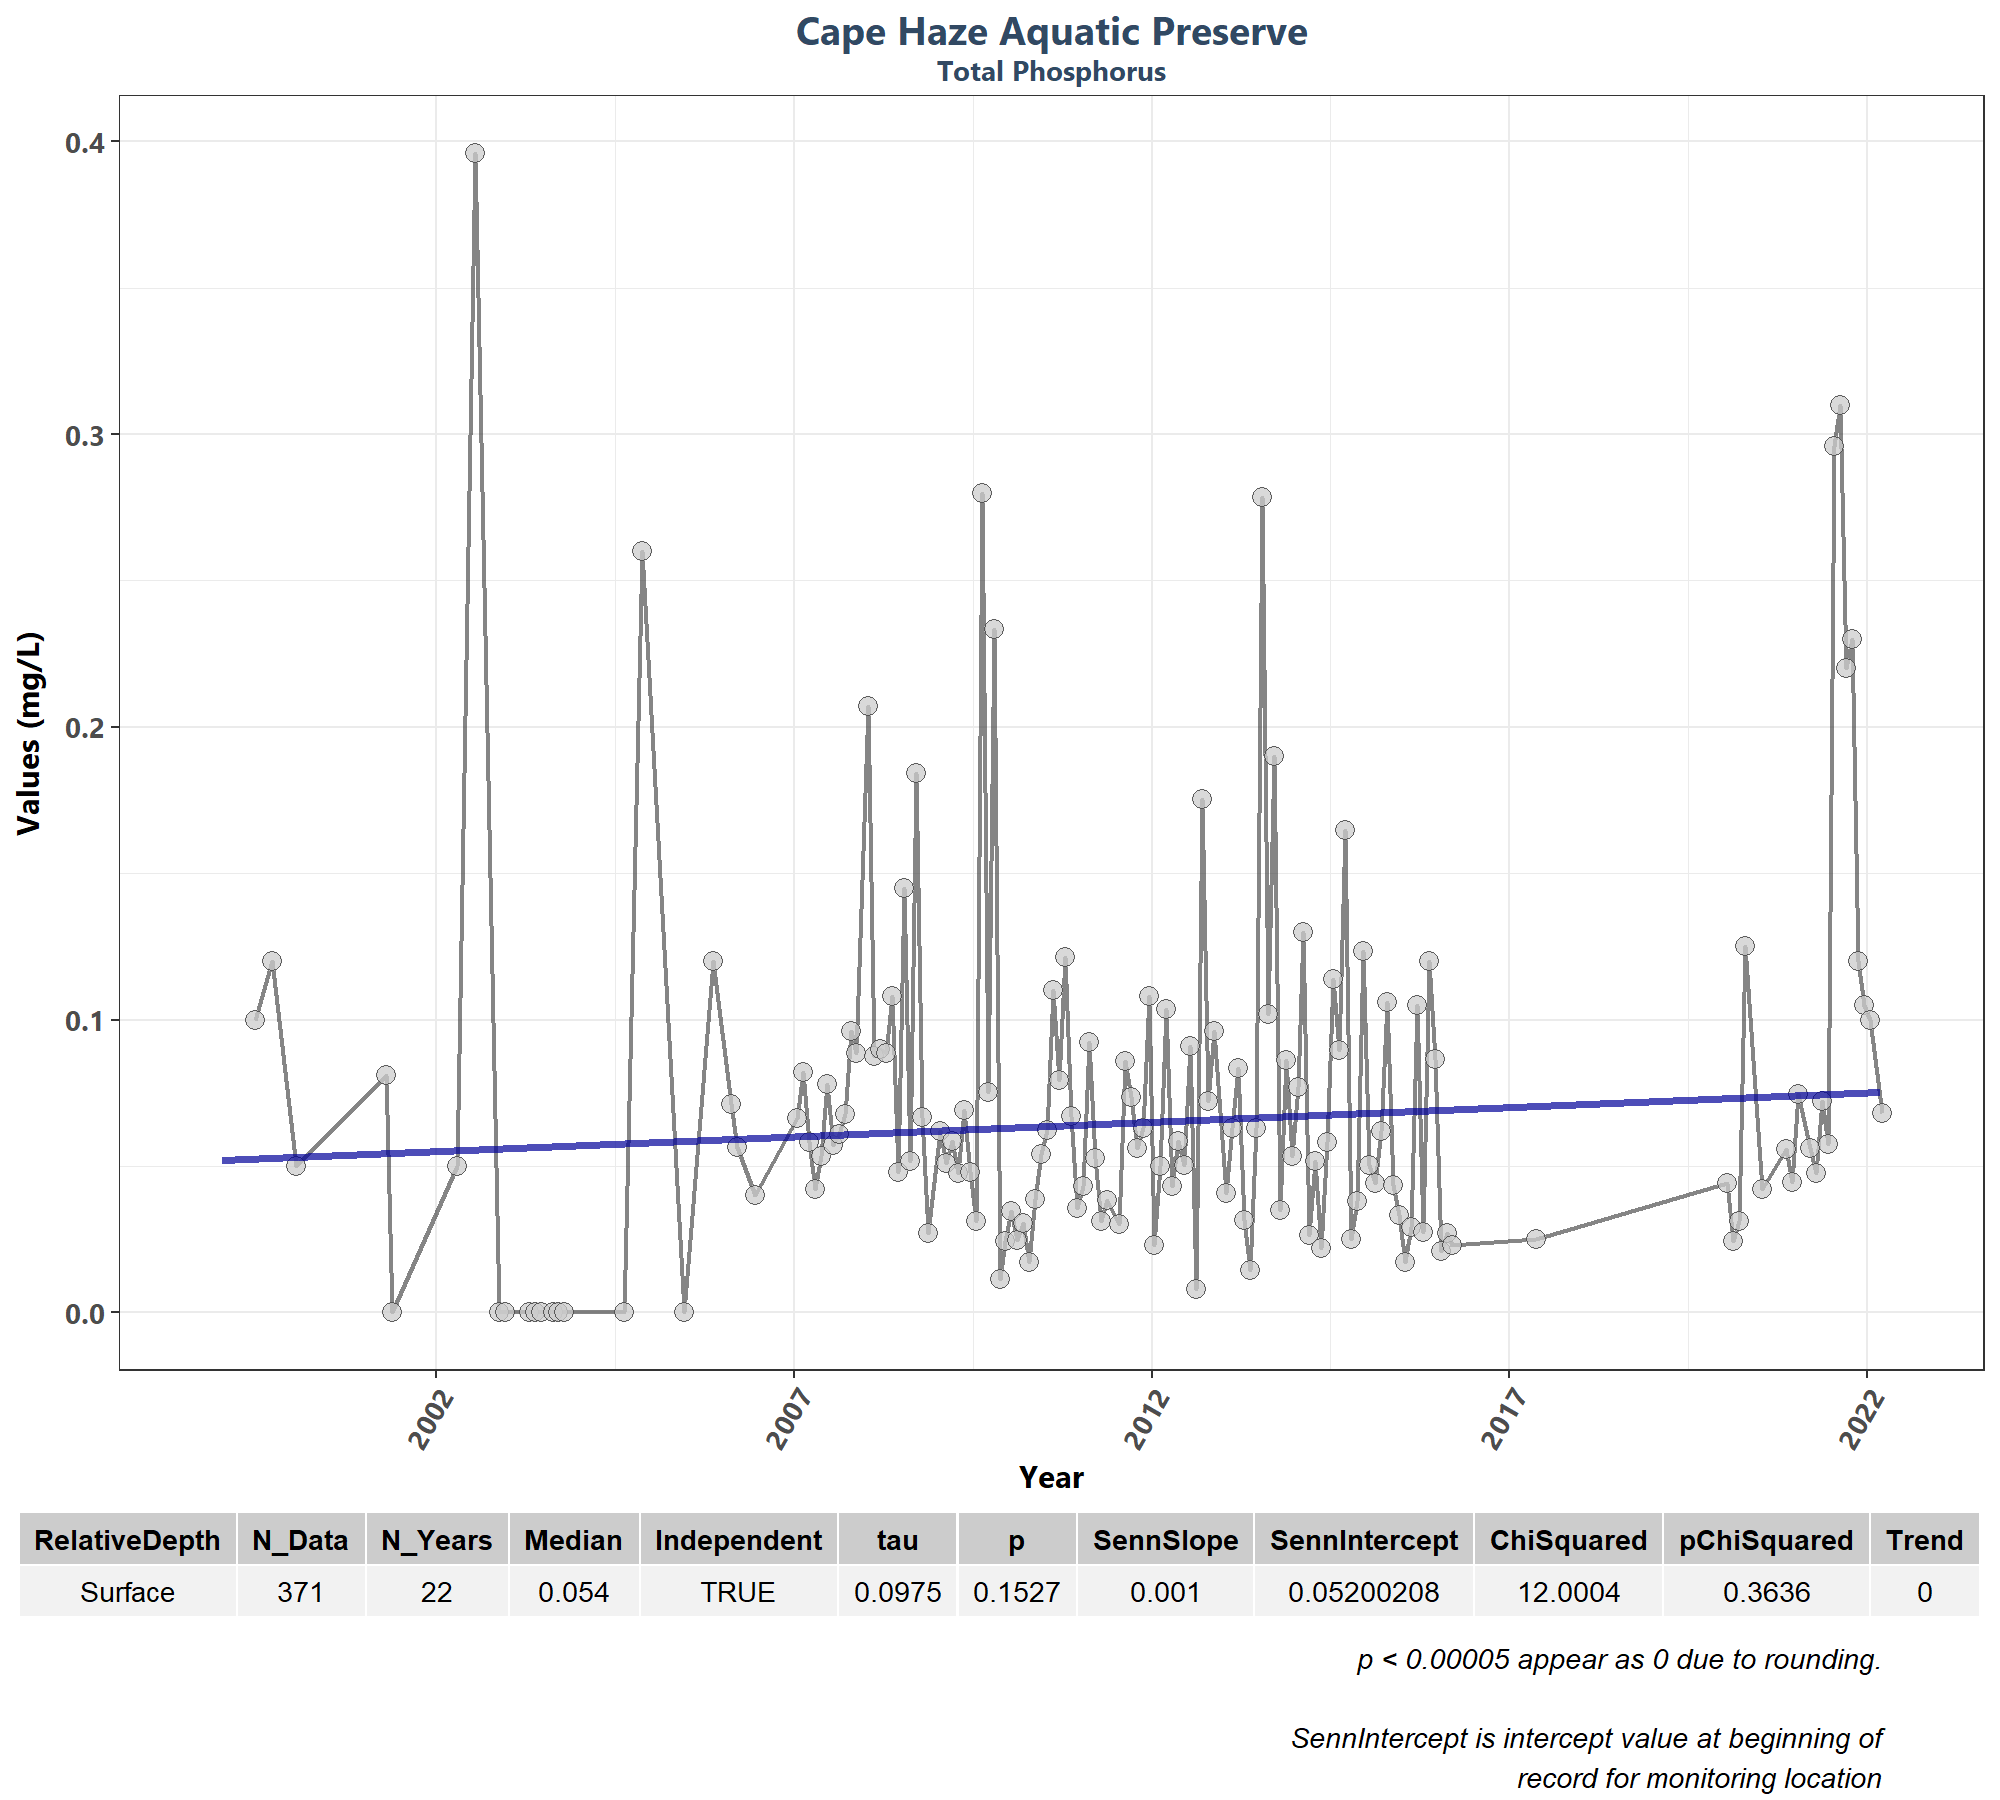 Cape Haze Aquatic Preserve
Total Phosphorus
0.4
0.3
0.2
0.1
0.0
Values (mg/L)
2002 2007 2012 2017 2022
Year
RelativeDepth N_Data N_Years Median Independent tau p SennSlope SennIntercept ChiSquared pChiSquared Trend
Surface 371 22 0.054 TRUE 0.0975 0.1527 0.001 0.05200208 12.0004 0.3636 0
p < 0.00005 appear as 0 due to rounding.
SennIntercept is intercept value at beginning of
record for monitoring location